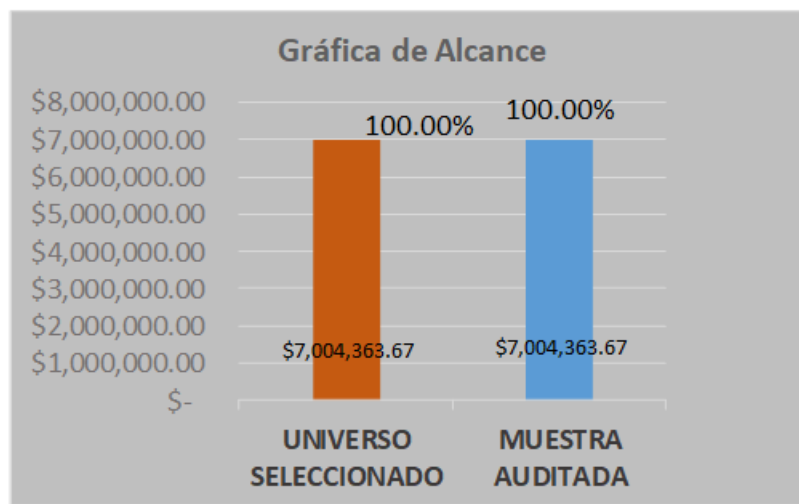 Gráfica de Alcance
$8,000,000.00
$7,000,000.00
$6,000,000.00
$5,000,000.00
$4,000,000.00
$3,000,000.00
$2,000,000.00
$1,000,000.00
$-
100.00%
100.00%
$7,004,363.67
$7,004,363.67
UNIVERSO
SELECCIONADO
MUESTRA
AUDITADA